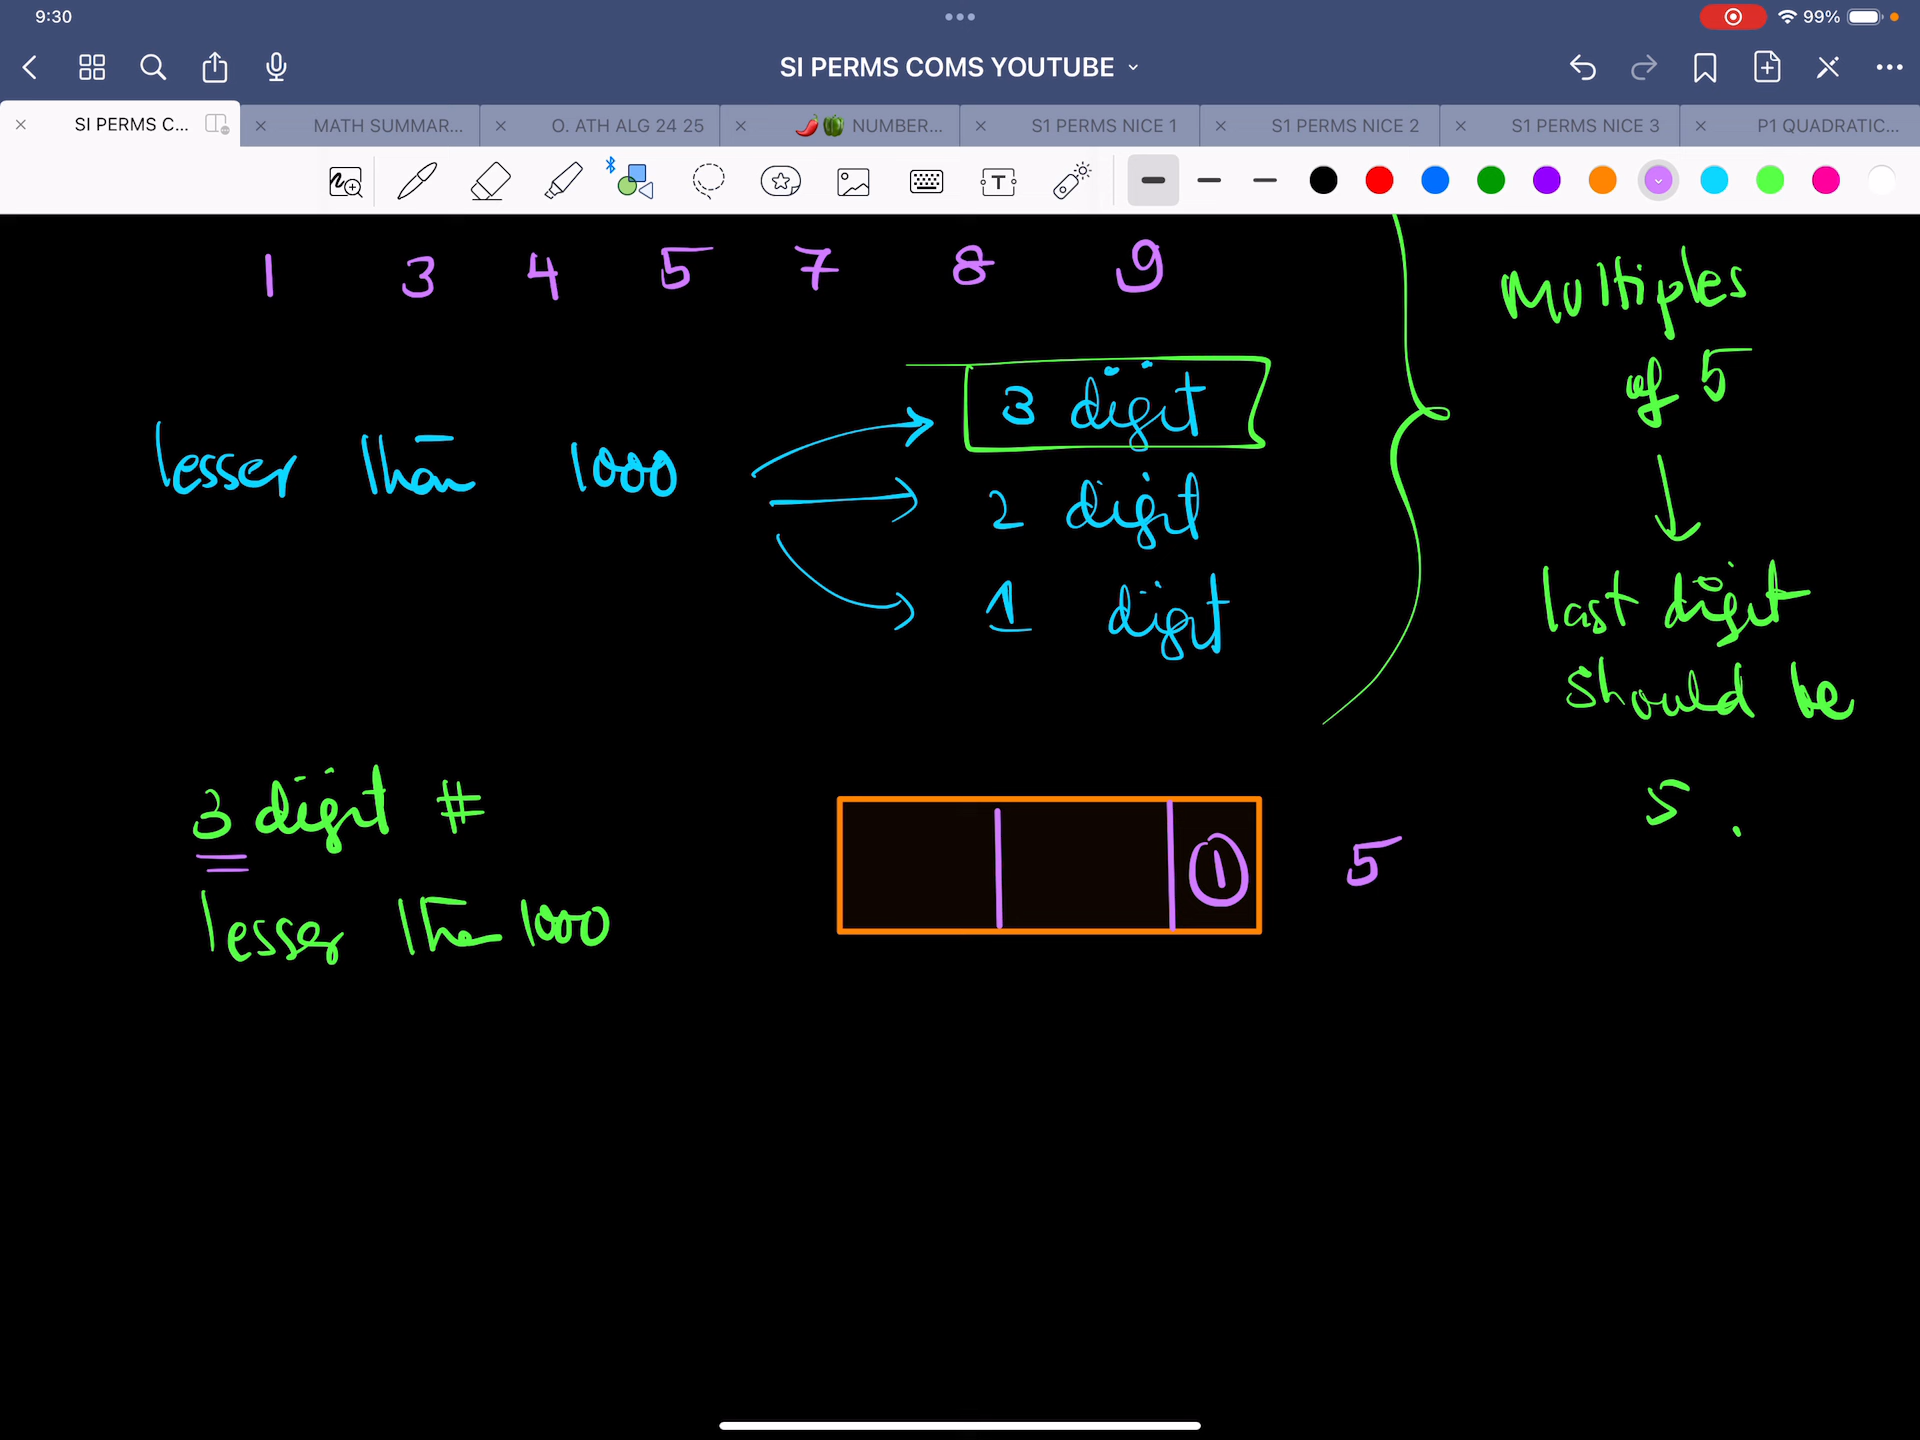 9:30
99%
SI PERMS COMS YOUTUBE
SI PERMS C...
MATH SUMMAR...
O. ATH ALG 24 25
🌶️🫑 NUMBER...
S1 PERMS NICE 1
S1 PERMS NICE 2
S1 PERMS NICE 3
P1 QUADRATIC...
1 3 4 5 7 8 9
lesser than 1000
3 digit
2 digit
1 digit
Multiples
of 5
last digit
should be
5.
3 digit #
lesser than 1000
1
5